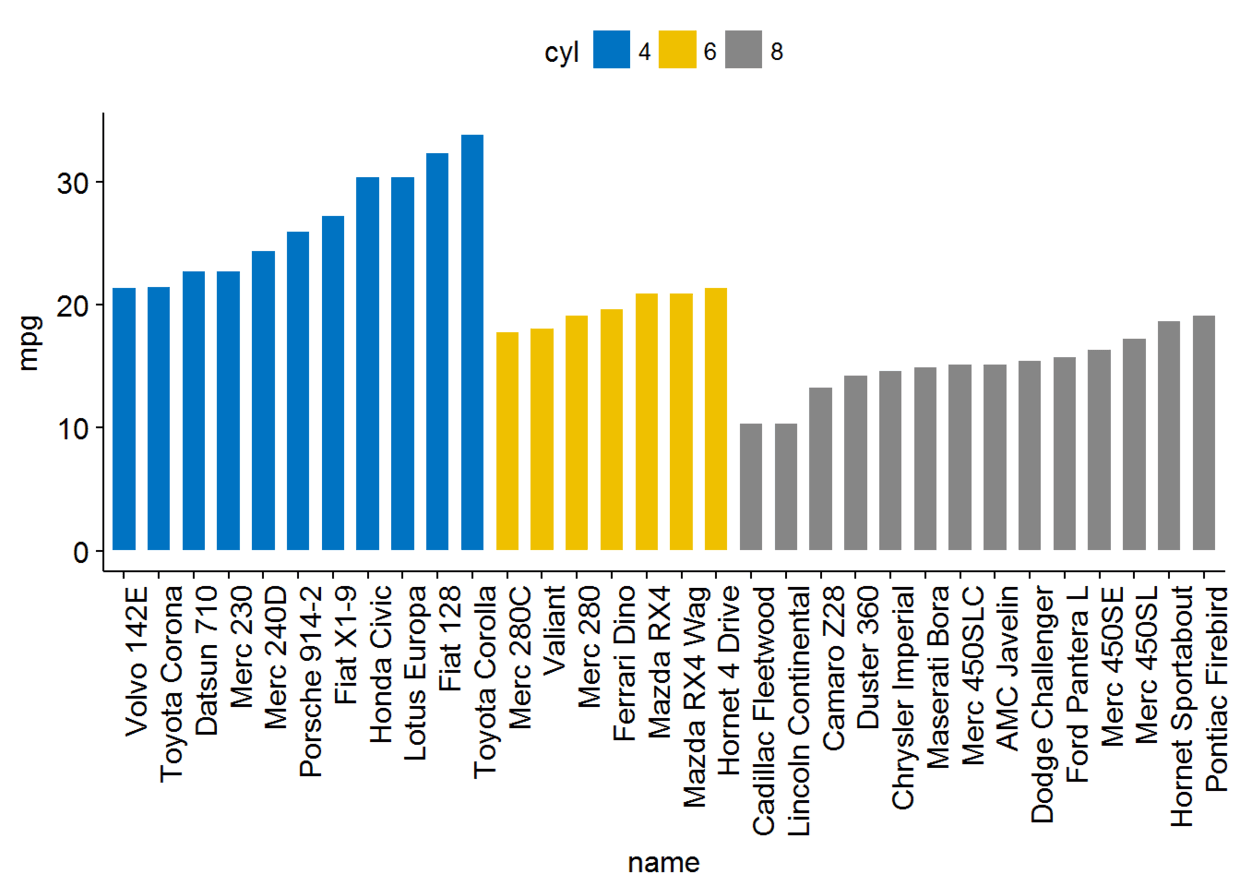 cyl 4 6 8
mpg
30
20
10
0
Volvo 142E
Toyota Corona
Datsun 710
Merc 230
Merc 240D
Porsche 914-2
Fiat X1-9
Honda Civic
Lotus Europa
Fiat 128
Toyota Corolla
Merc 280C
Valiant
Merc 280
Ferrari Dino
Mazda RX4
Mazda RX4 Wag
Hornet 4 Drive
Cadillac Fleetwood
Lincoln Continental
Camaro Z28
Duster 360
Chrysler Imperial
Maserati Bora
Merc 450SLC
AMC Javelin
Dodge Challenger
Ford Pantera L
Merc 450SE
Merc 450SL
Hornet Sportabout
Pontiac Firebird
name